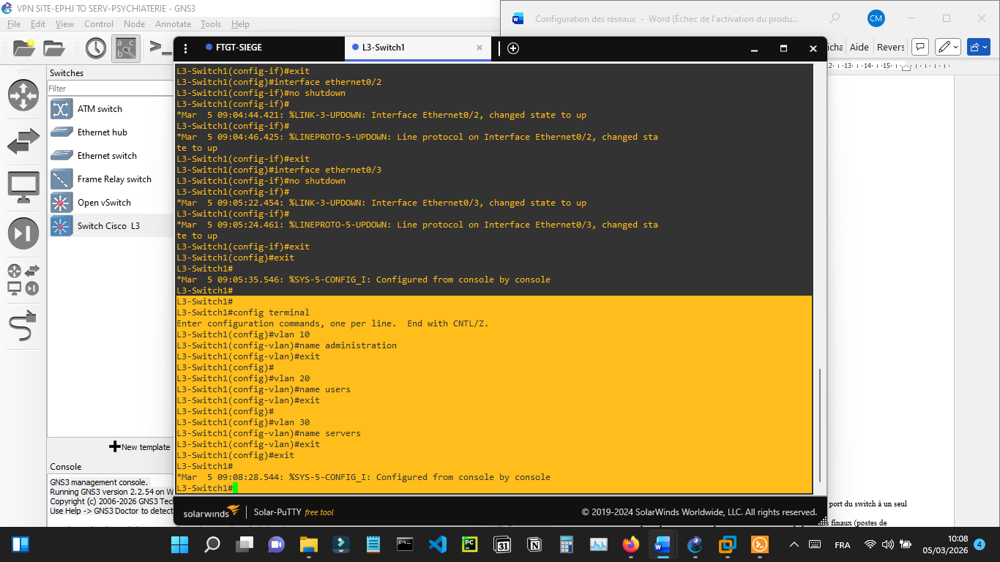 VPN SITE-EPHJ TO SERV-PSYCHIATERIE - GNS3
File Edit View Control Node Annotate Tools Help
Configuration des réseaux - Word (Échec de l'activation du produ...
CM
Aide
Révers
12 · 13 · 14 · 15
Switches
Filter
ATM switch
Ethernet hub
Ethernet switch
Frame Relay switch
Open vSwitch
Switch Cisco L3
New template
Console
GNS3 management console.
Running GNS3 version 2.2.54 on W
Copyright (c) 2006-2026 GNS3 Tec
Use Help -> GNS3 Doctor to detect
FTGT-SIEGE
L3-Switch1
L3-Switch1(config-if)#exit
L3-Switch1(config)#interface ethernet0/2
L3-Switch1(config-if)#no shutdown
L3-Switch1(config-if)#
*Mar  5 09:04:44.421: %LINK-3-UPDOWN: Interface Ethernet0/2, changed state to up
L3-Switch1(config-if)#
*Mar  5 09:04:46.425: %LINEPROTO-5-UPDOWN: Line protocol on Interface Ethernet0/2, changed sta
te to up
L3-Switch1(config-if)#exit
L3-Switch1(config)#interface ethernet0/3
L3-Switch1(config-if)#no shutdown
L3-Switch1(config-if)#
*Mar  5 09:05:22.454: %LINK-3-UPDOWN: Interface Ethernet0/3, changed state to up
L3-Switch1(config-if)#
*Mar  5 09:05:24.461: %LINEPROTO-5-UPDOWN: Line protocol on Interface Ethernet0/3, changed sta
te to up
L3-Switch1(config-if)#exit
L3-Switch1(config)#exit
L3-Switch1#
*Mar  5 09:05:35.546: %SYS-5-CONFIG_I: Configured from console by console
L3-Switch1#
L3-Switch1#
L3-Switch1#config terminal
Enter configuration commands, one per line.  End with CNTL/Z.
L3-Switch1(config)#vlan 10
L3-Switch1(config-vlan)#name administration
L3-Switch1(config-vlan)#exit
L3-Switch1(config)#
L3-Switch1(config)#vlan 20
L3-Switch1(config-vlan)#name users
L3-Switch1(config-vlan)#exit
L3-Switch1(config)#
L3-Switch1(config)#vlan 30
L3-Switch1(config-vlan)#name servers
L3-Switch1(config-vlan)#exit
L3-Switch1(config)#exit
L3-Switch1#
*Mar  5 09:08:28.544: %SYS-5-CONFIG_I: Configured from console by console
L3-Switch1#
solarwinds Solar-PuTTY free tool
© 2019-2024 SolarWinds Worldwide, LLC. All rights reserved.
port du switch à un seul
finaux (postes de
FRA
10:08
05/03/2026
4